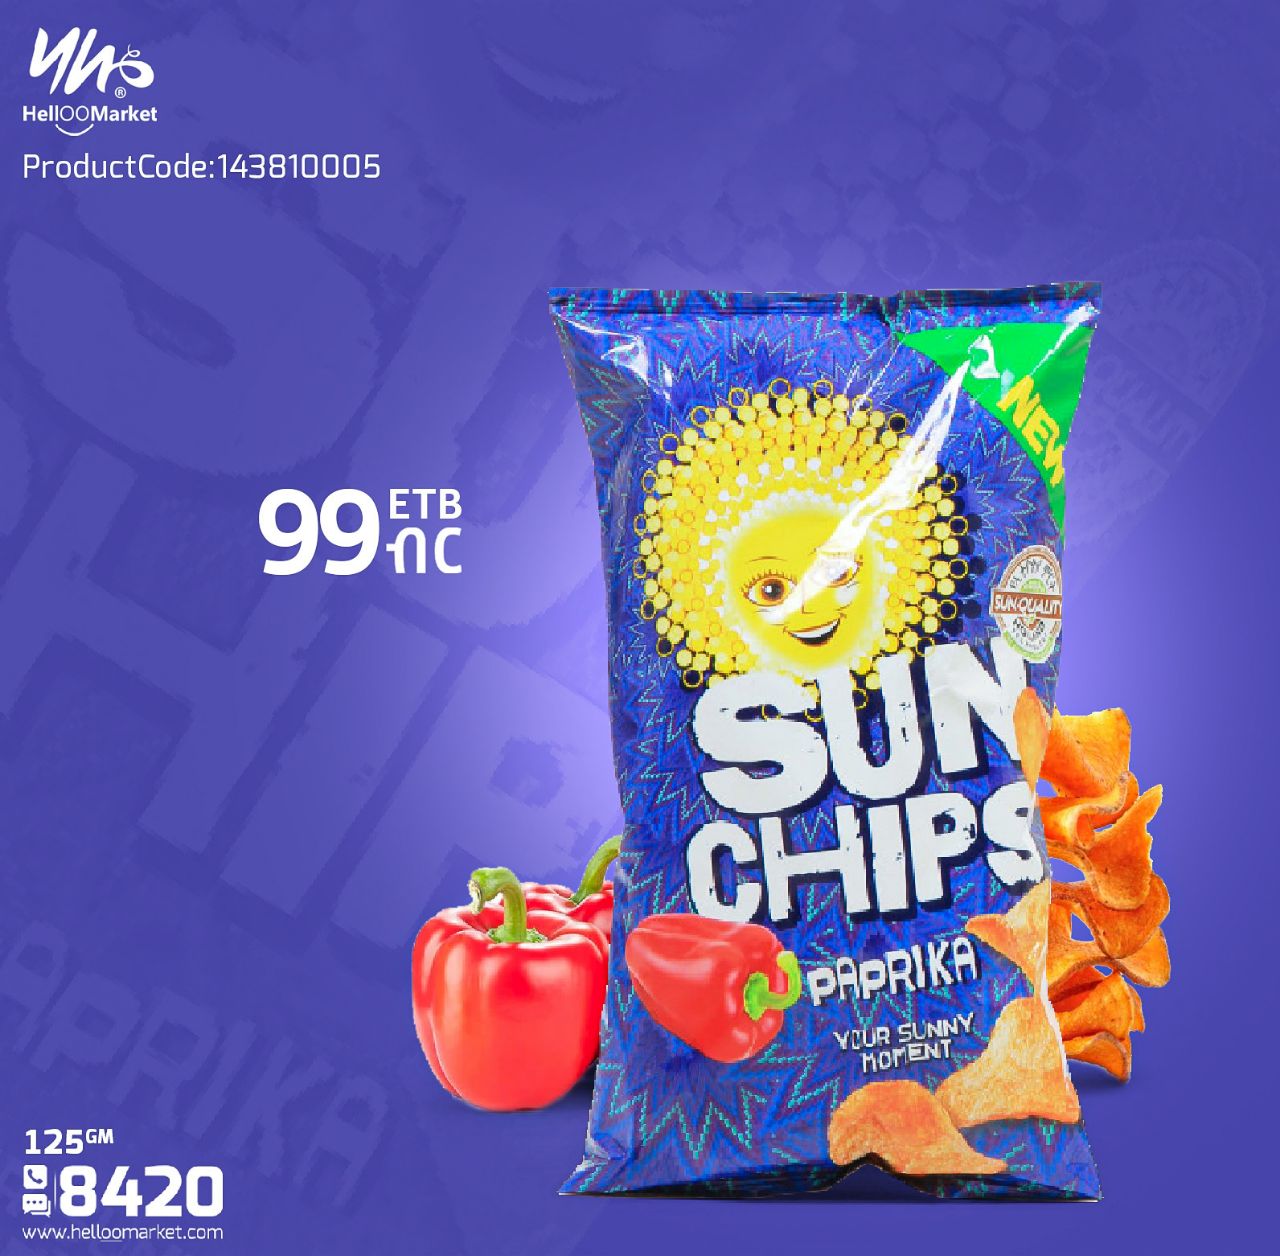 HellOOMarket
ProductCode:143810005
99 ETB
ብር
NEW
SUN-QUALITY
SUN
CHIPS
PAPRIKA
YOUR SUNNY
MOMENT
125GM
8420
www.helloomarket.com